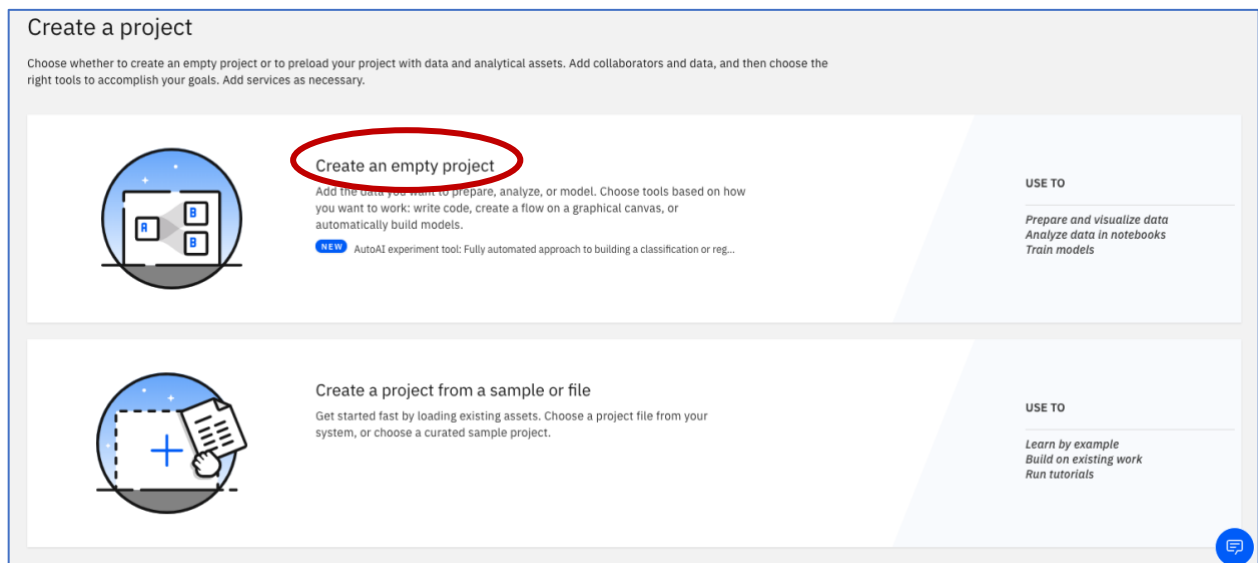 Create a project
Choose whether to create an empty project or to preload your project with data and analytical assets. Add collaborators and data, and then choose the
right tools to accomplish your goals. Add services as necessary.
Create an empty project
Add the data you want to prepare, analyze, or model. Choose tools based on how
you want to work: write code, create a flow on a graphical canvas, or
automatically build models.
NEW AutoAI experiment tool: Fully automated approach to building a classification or reg...
A
B
B
USE TO
Prepare and visualize data
Analyze data in notebooks
Train models
Create a project from a sample or file
Get started fast by loading existing assets. Choose a project file from your
system, or choose a curated sample project.
USE TO
Learn by example
Build on existing work
Run tutorials